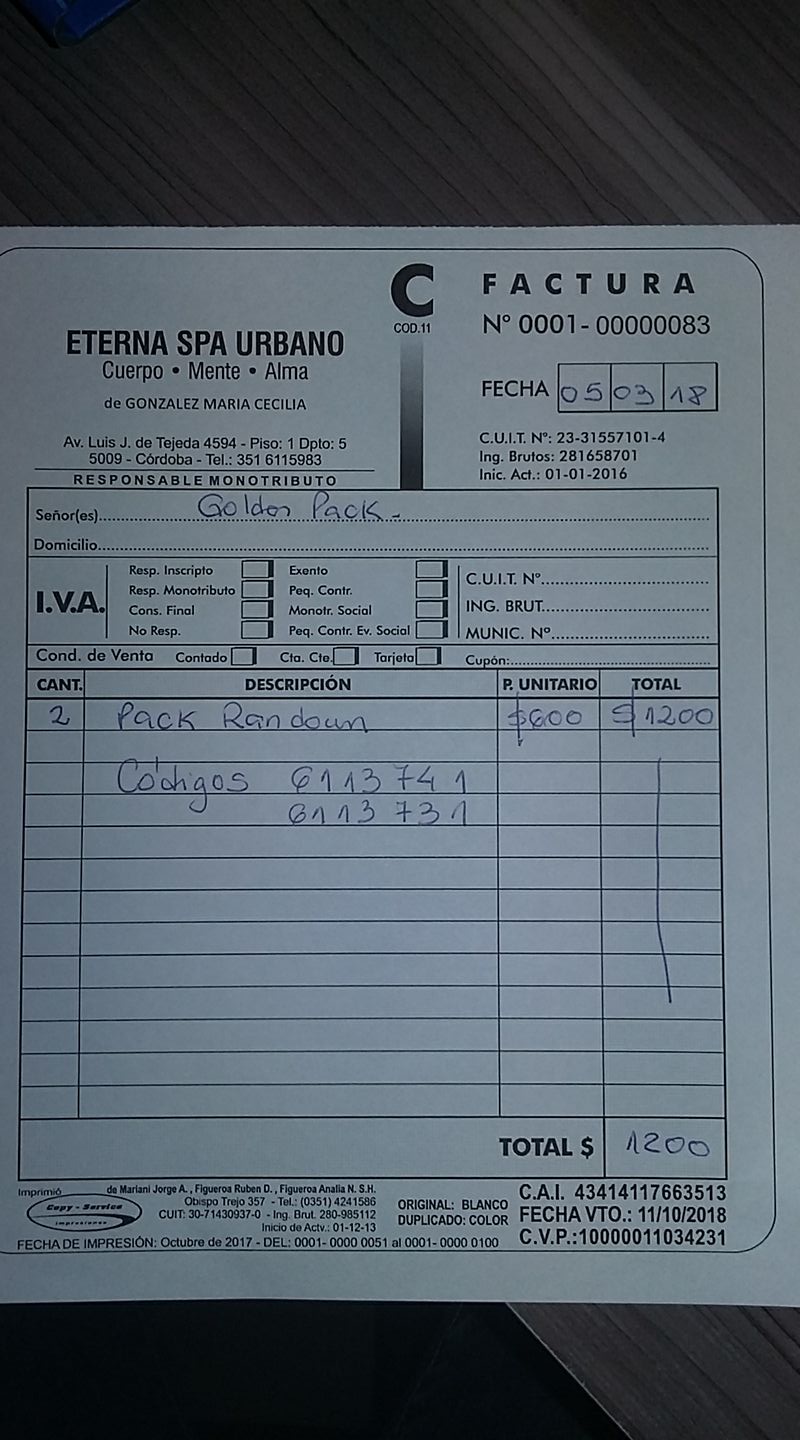 C
COD.11
FACTURA
Nº 0001- 00000083
ETERNA SPA URBANO
Cuerpo • Mente • Alma
de GONZALEZ MARIA CECILIA
FECHA 05 03 18
Av. Luis J. de Tejeda 4594 - Piso: 1 Dpto: 5
5009 - Córdoba - Tel.: 351 6115983
RESPONSABLE MONOTRIBUTO
C.U.I.T. Nº: 23-31557101-4
Ing. Brutos: 281658701
Inic. Act.: 01-01-2016
Señor(es) Golden Pack -
Domicilio
I.V.A.
Resp. Inscripto Exento
Resp. Monotributo Peq. Contr.
Cons. Final Monotr. Social
No Resp. Peq. Contr. Ev. Social
C.U.I.T. Nº
ING. BRUT.
MUNIC. Nº
Cond. de Venta Contado Cta. Cte. Tarjeta Cupón:
CANT. DESCRIPCIÓN P. UNITARIO TOTAL
2 Pack Randoun $600 $1200
Códigos 6113741
6113731
TOTAL $ 1200
Imprimió
Copy - Service
impresiones
de Mariani Jorge A., Figueroa Ruben D., Figueroa Analia N. S.H.
Obispo Trejo 357 - Tel.: (0351) 4241586
CUIT: 30-71430937-0 - Ing. Brut. 280-985112
Inicio de Actv.: 01-12-13
FECHA DE IMPRESIÓN: Octubre de 2017 - DEL: 0001- 0000 0051 al 0001- 0000 0100
ORIGINAL: BLANCO
DUPLICADO: COLOR
C.A.I. 43414117663513
FECHA VTO.: 11/10/2018
C.V.P.:10000011034231